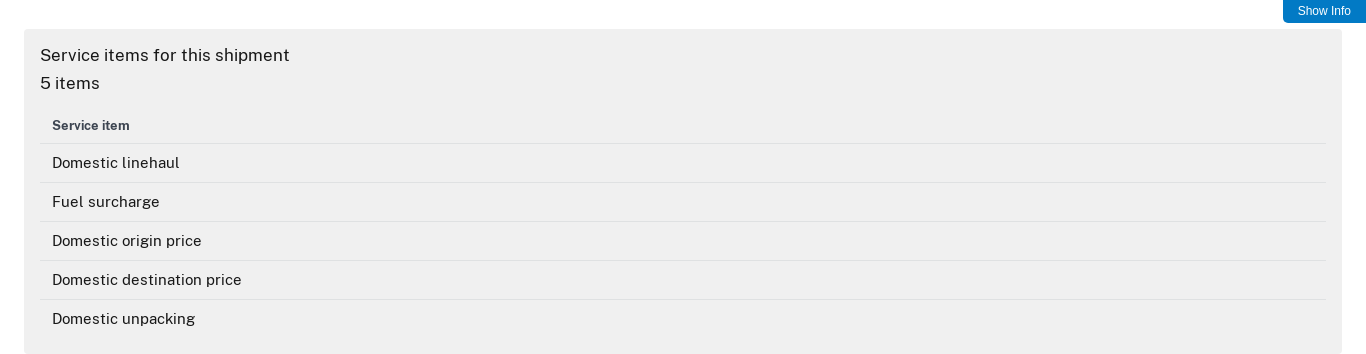 Show Info
Service items for this shipment
5 items
Service item
Domestic linehaul
Fuel surcharge
Domestic origin price
Domestic destination price
Domestic unpacking